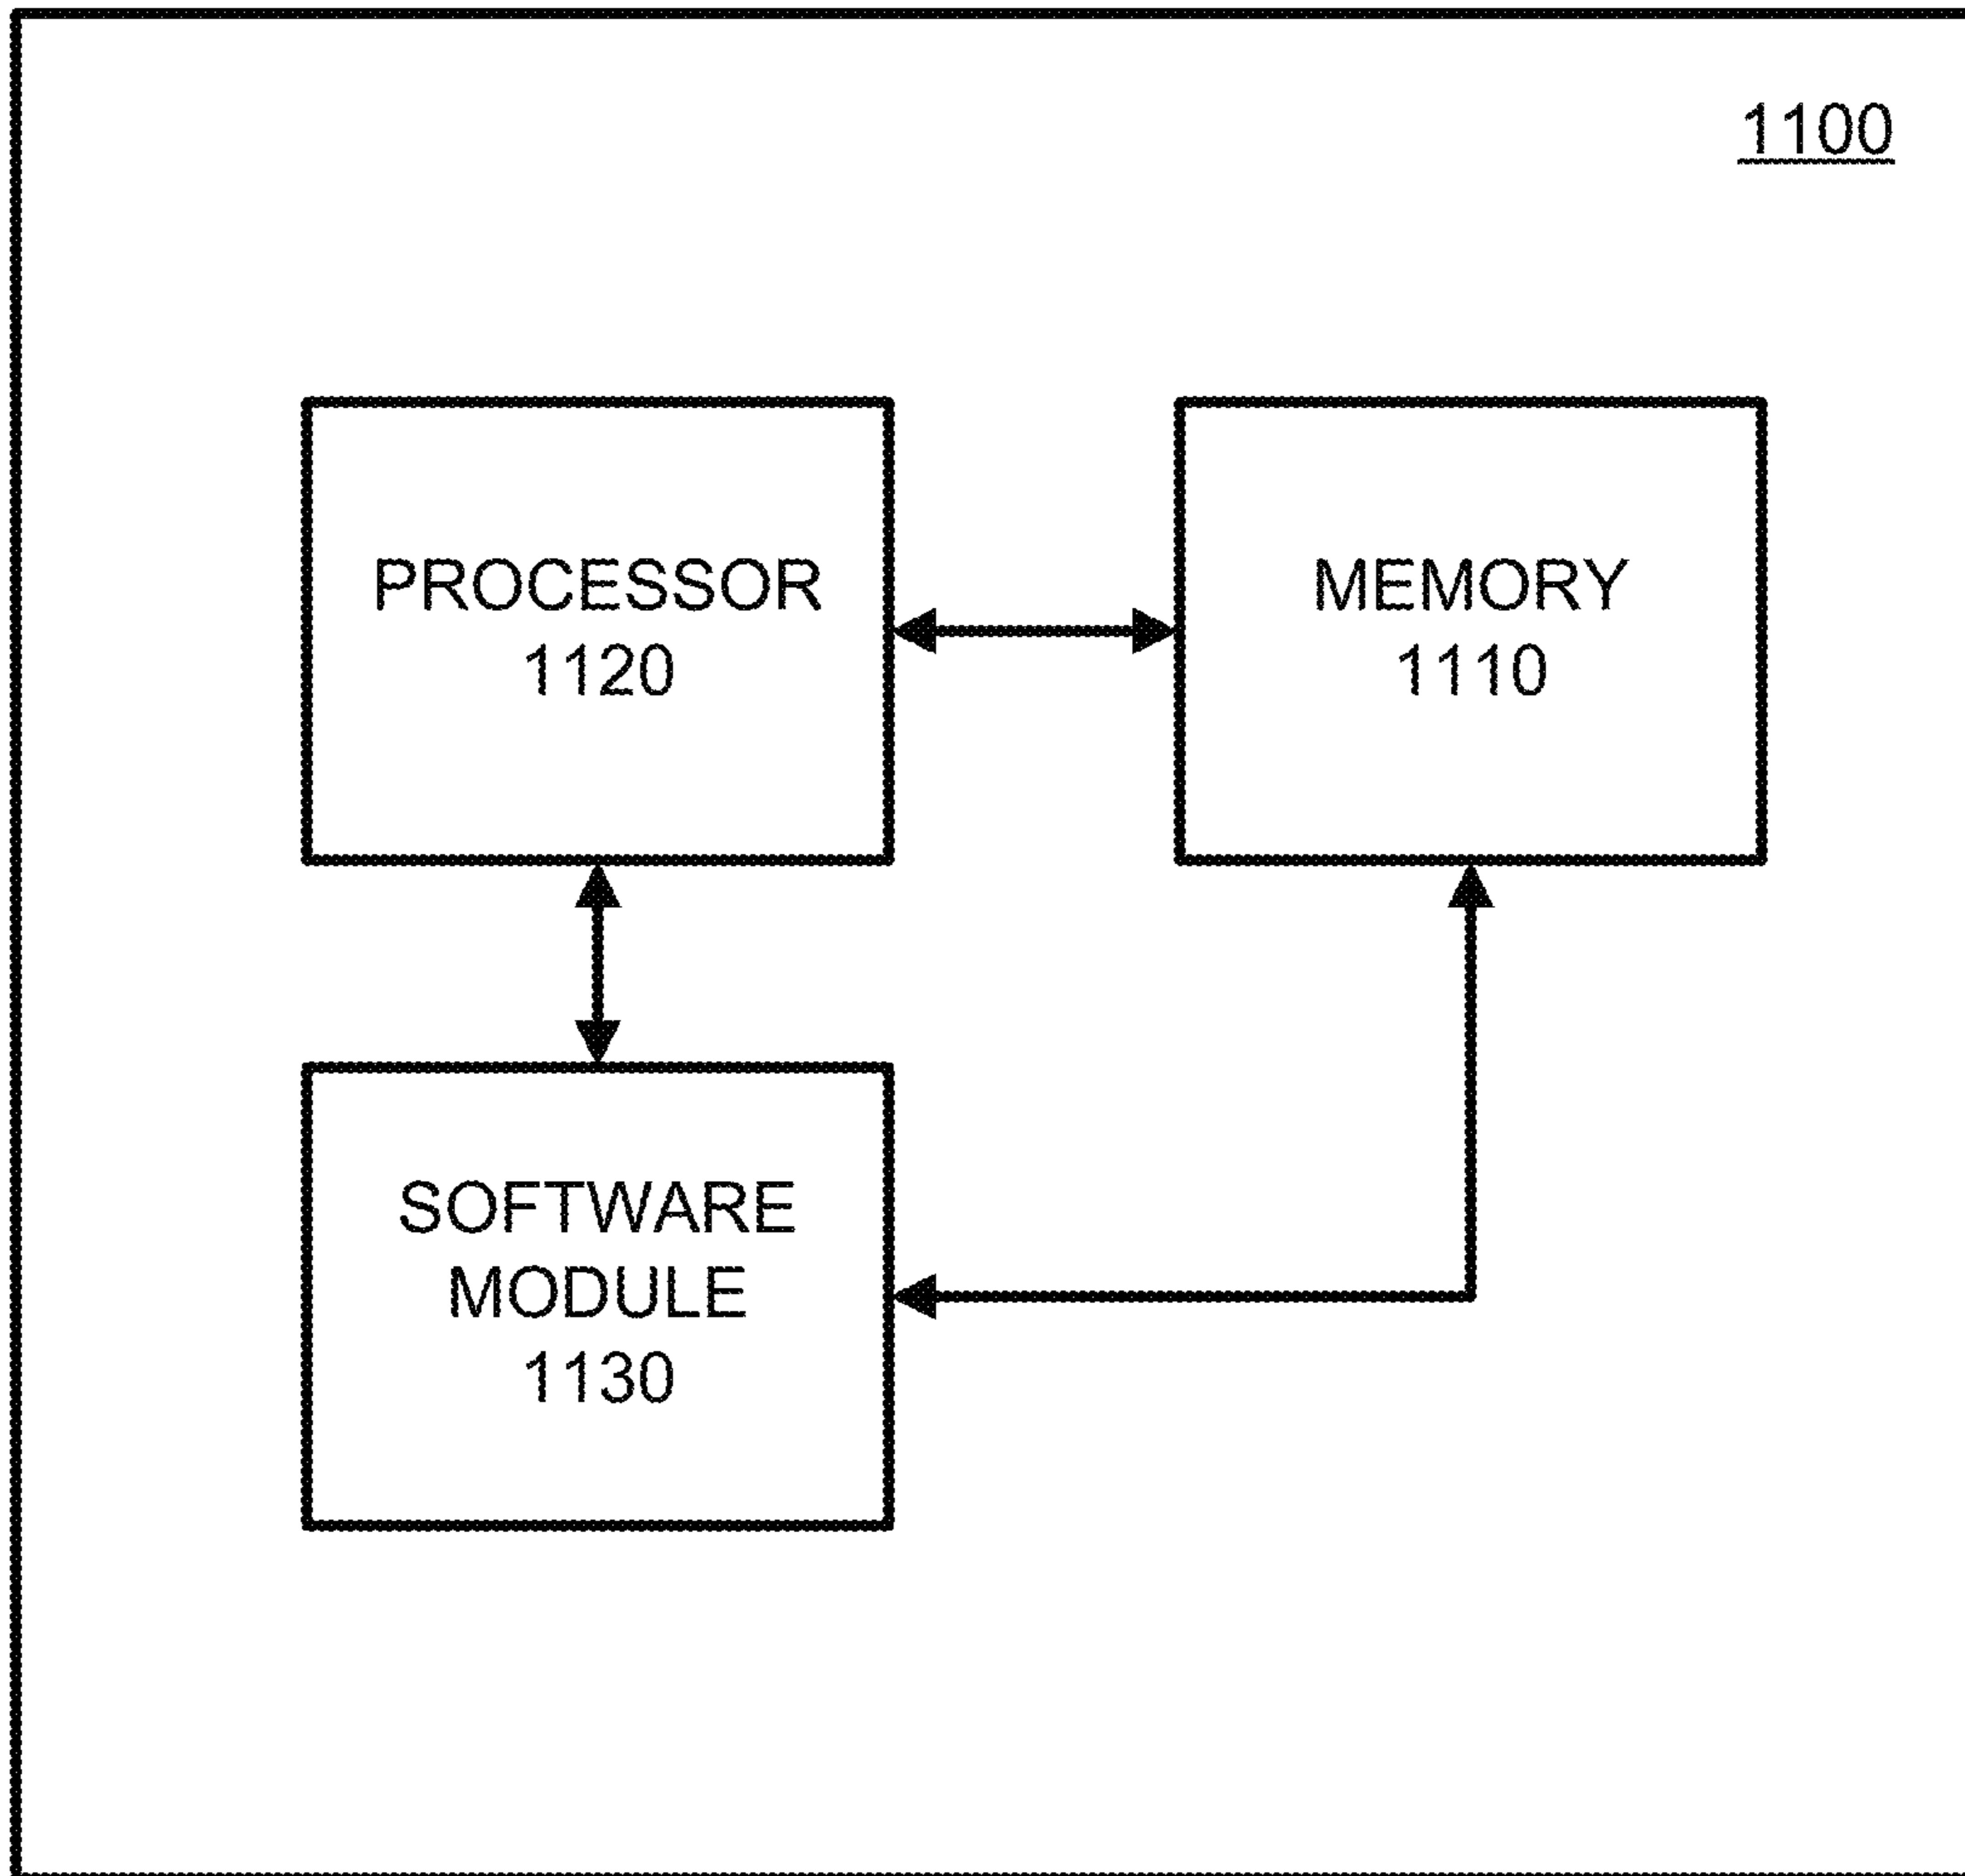 1100
PROCESSOR
1120
MEMORY
1110
SOFTWARE
MODULE
1130